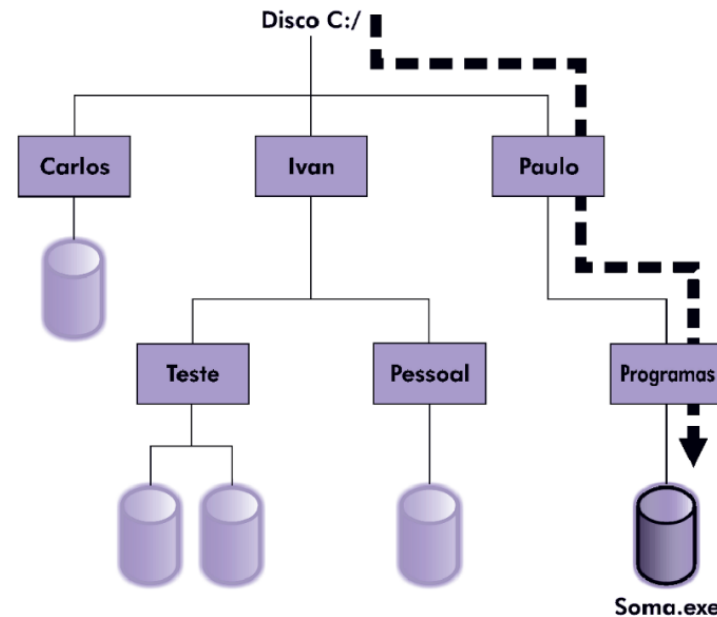 Disco C:/
Carlos
Ivan
Paulo
Teste
Pessoal
Programas
Soma.exe